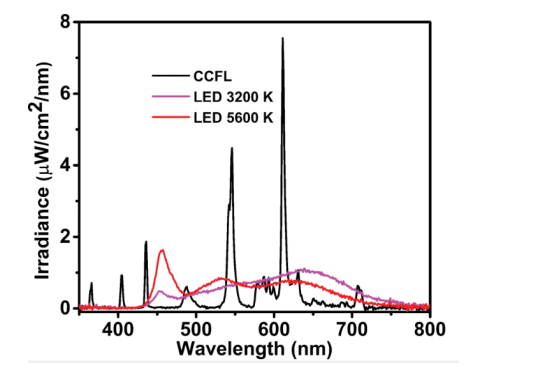 8
6
4
2
0
Irradiance (μW/cm²/nm)
CCFL
LED 3200 K
LED 5600 K
400 500 600 700 800
Wavelength (nm)